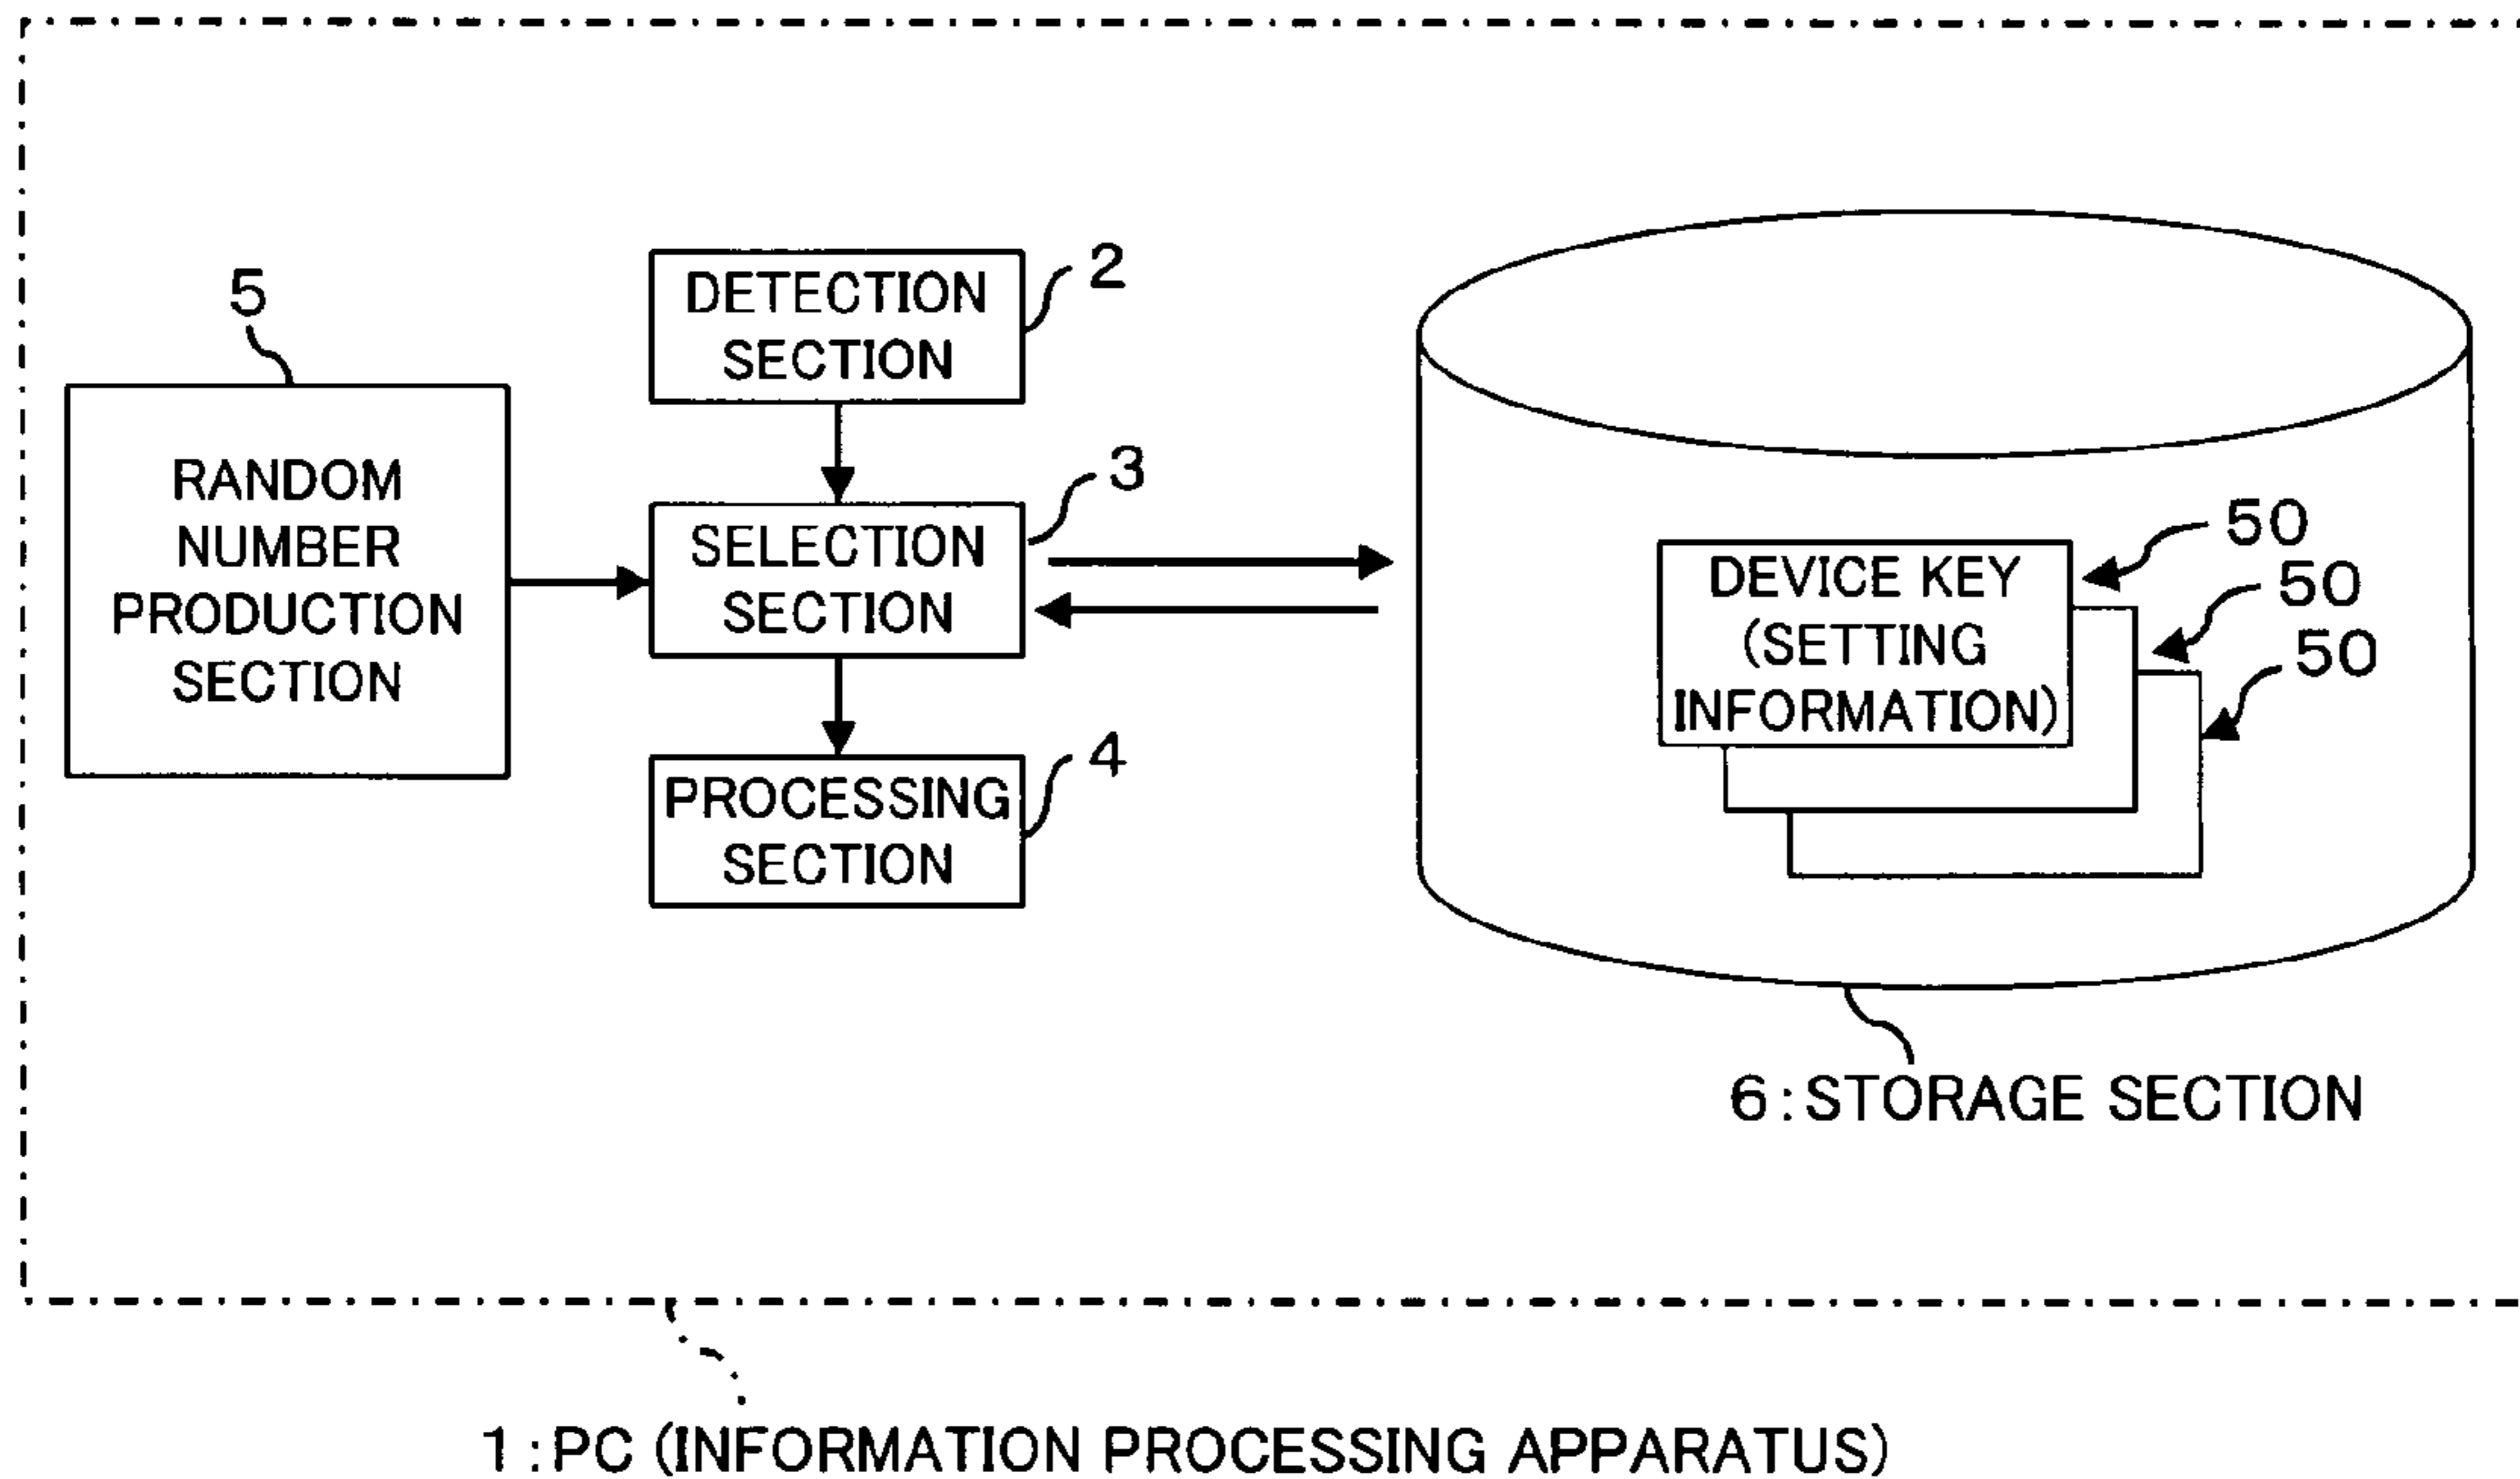 5
RANDOM
NUMBER
PRODUCTION
SECTION
2
DETECTION
SECTION
3
SELECTION
SECTION
4
PROCESSING
SECTION
50
50
50
DEVICE KEY
(SETTING
INFORMATION)
6:STORAGE SECTION
1:PC (INFORMATION PROCESSING APPARATUS)